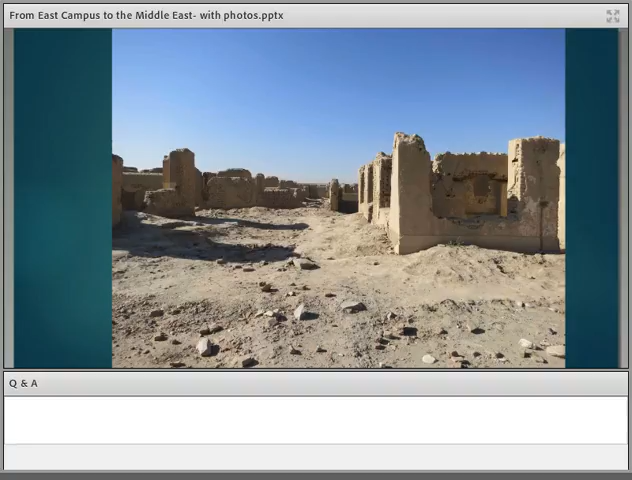 From East Campus to the Middle East- with photos.pptx
Q & A